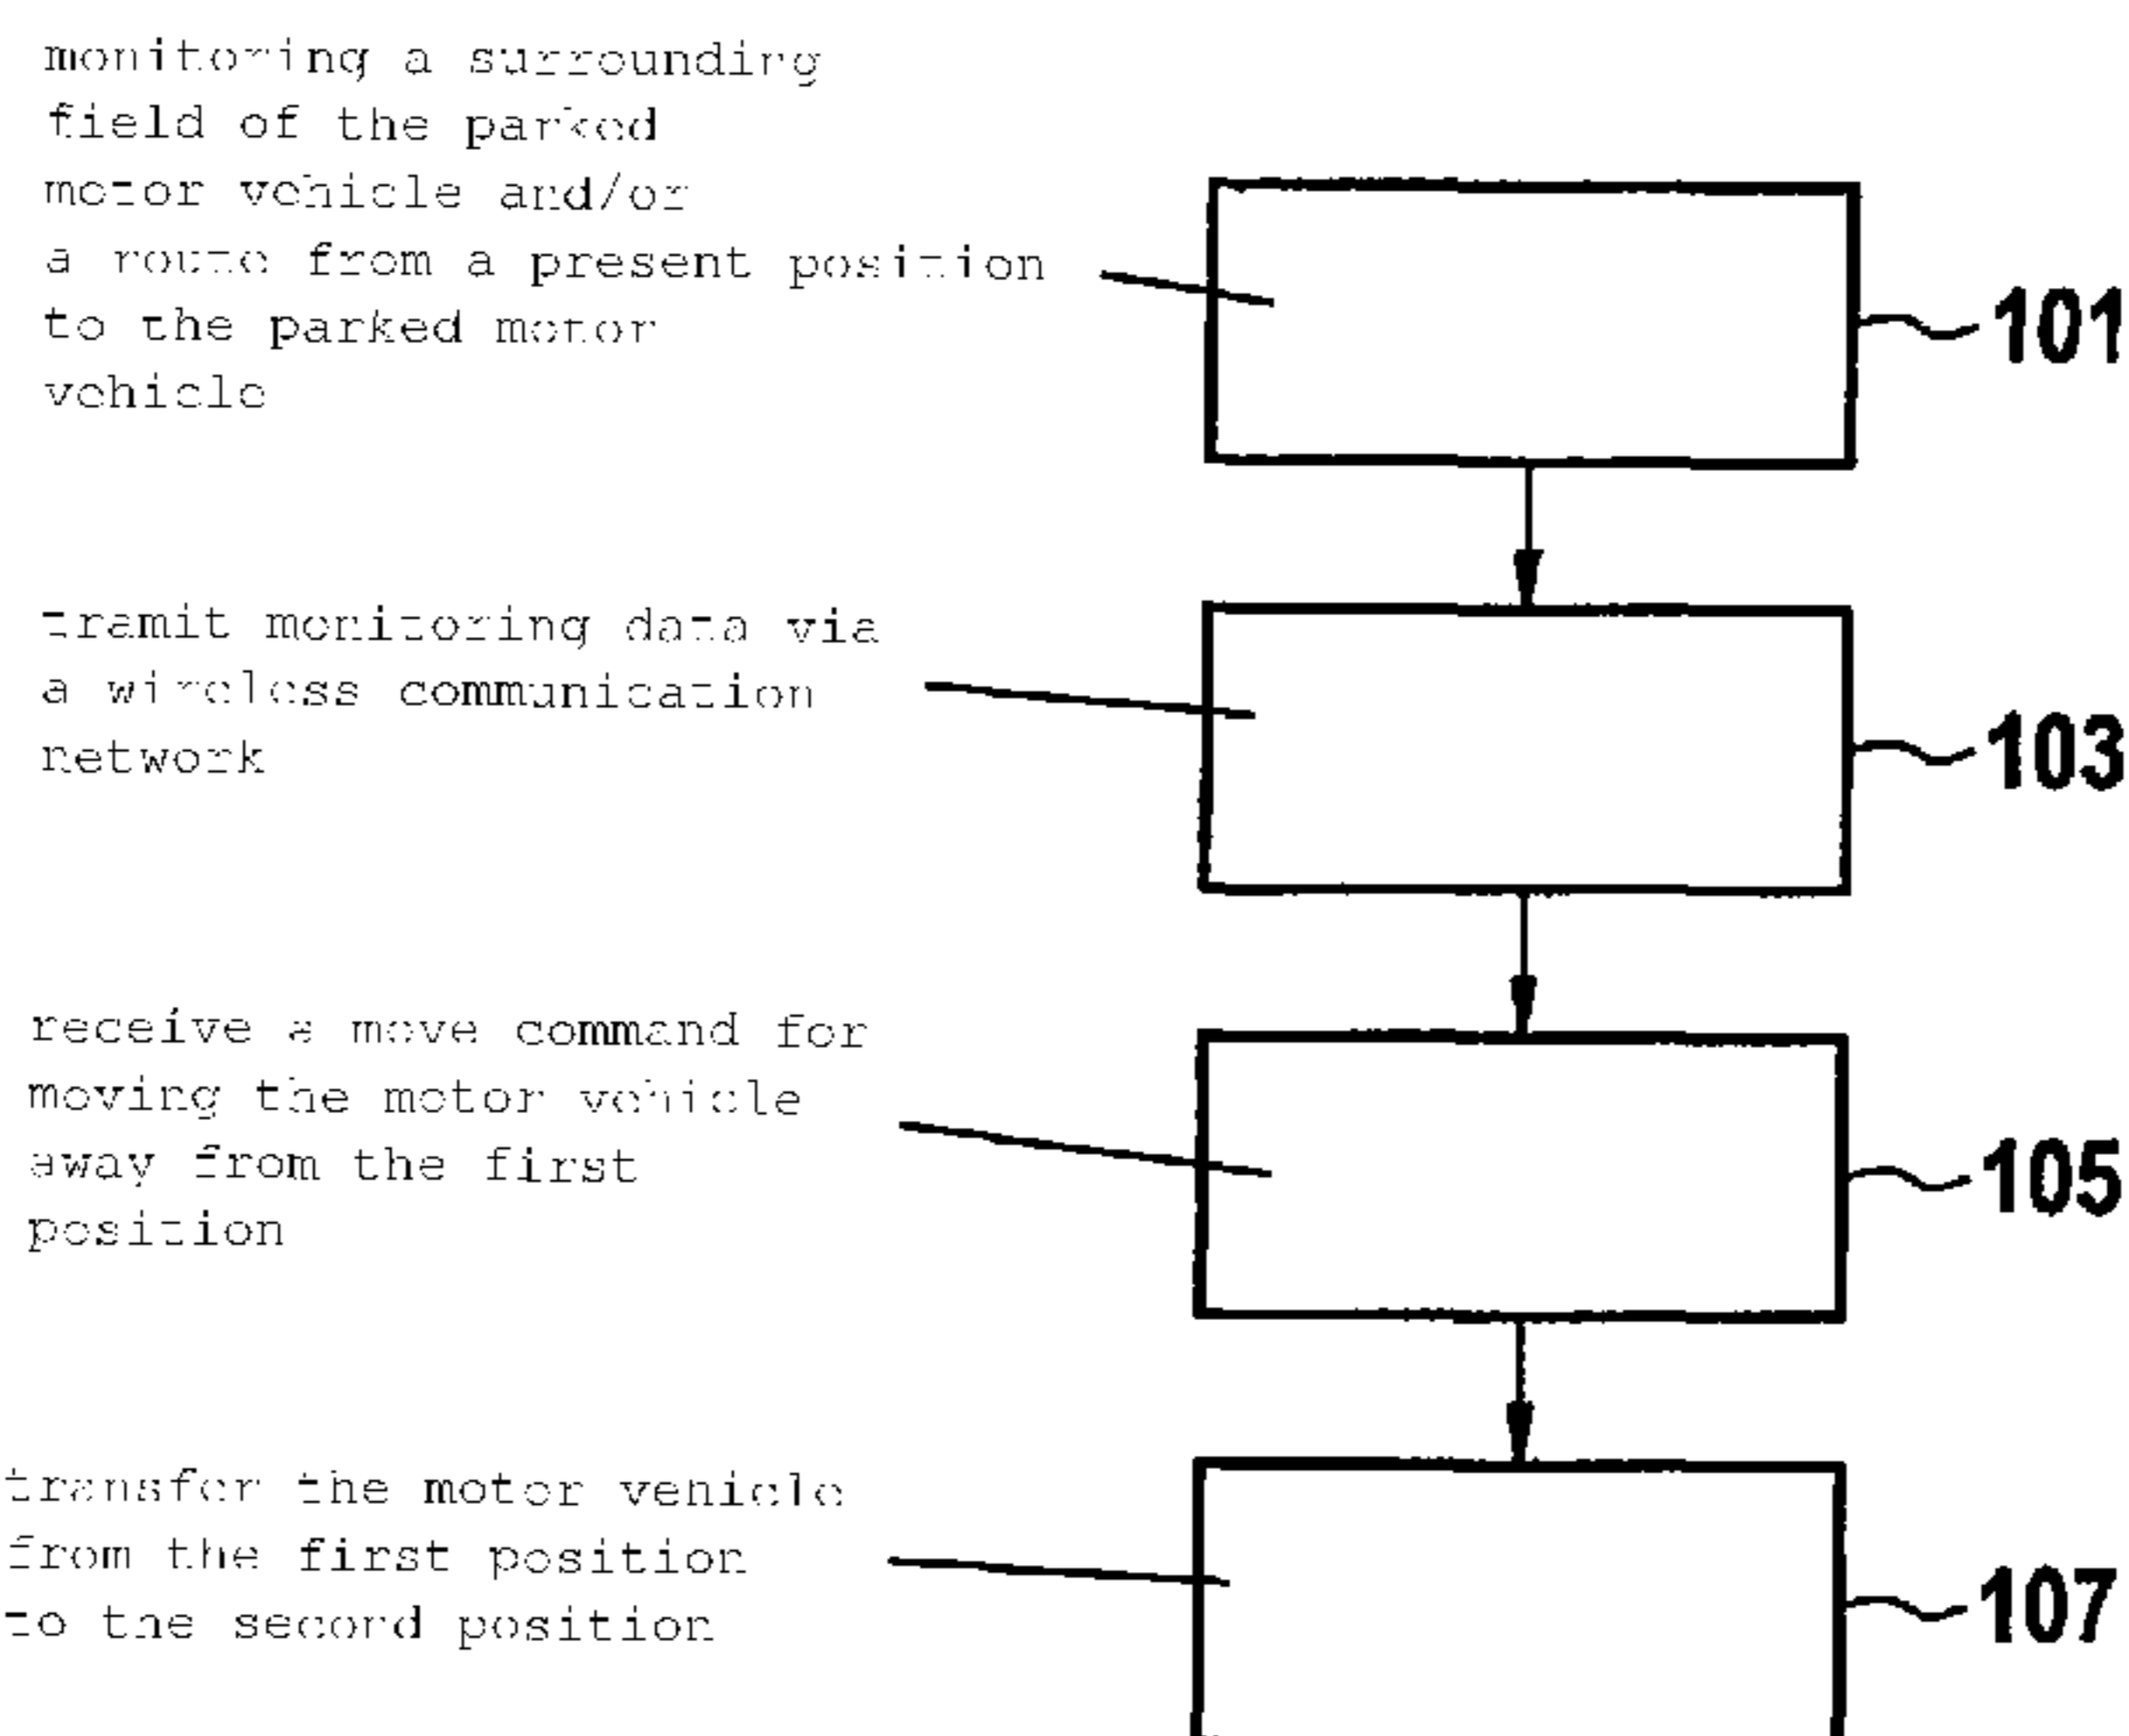 monitoring a surrounding
field of the parked
motor vehicle and/or
a route from a present position
to the parked motor
vehicle
101
tramit monitoring data via
a wireless communication
network
103
receive a move command for
moving the motor vehicle
away from the first
position
105
transfer the motor vehicle
from the first position
to the second position
107